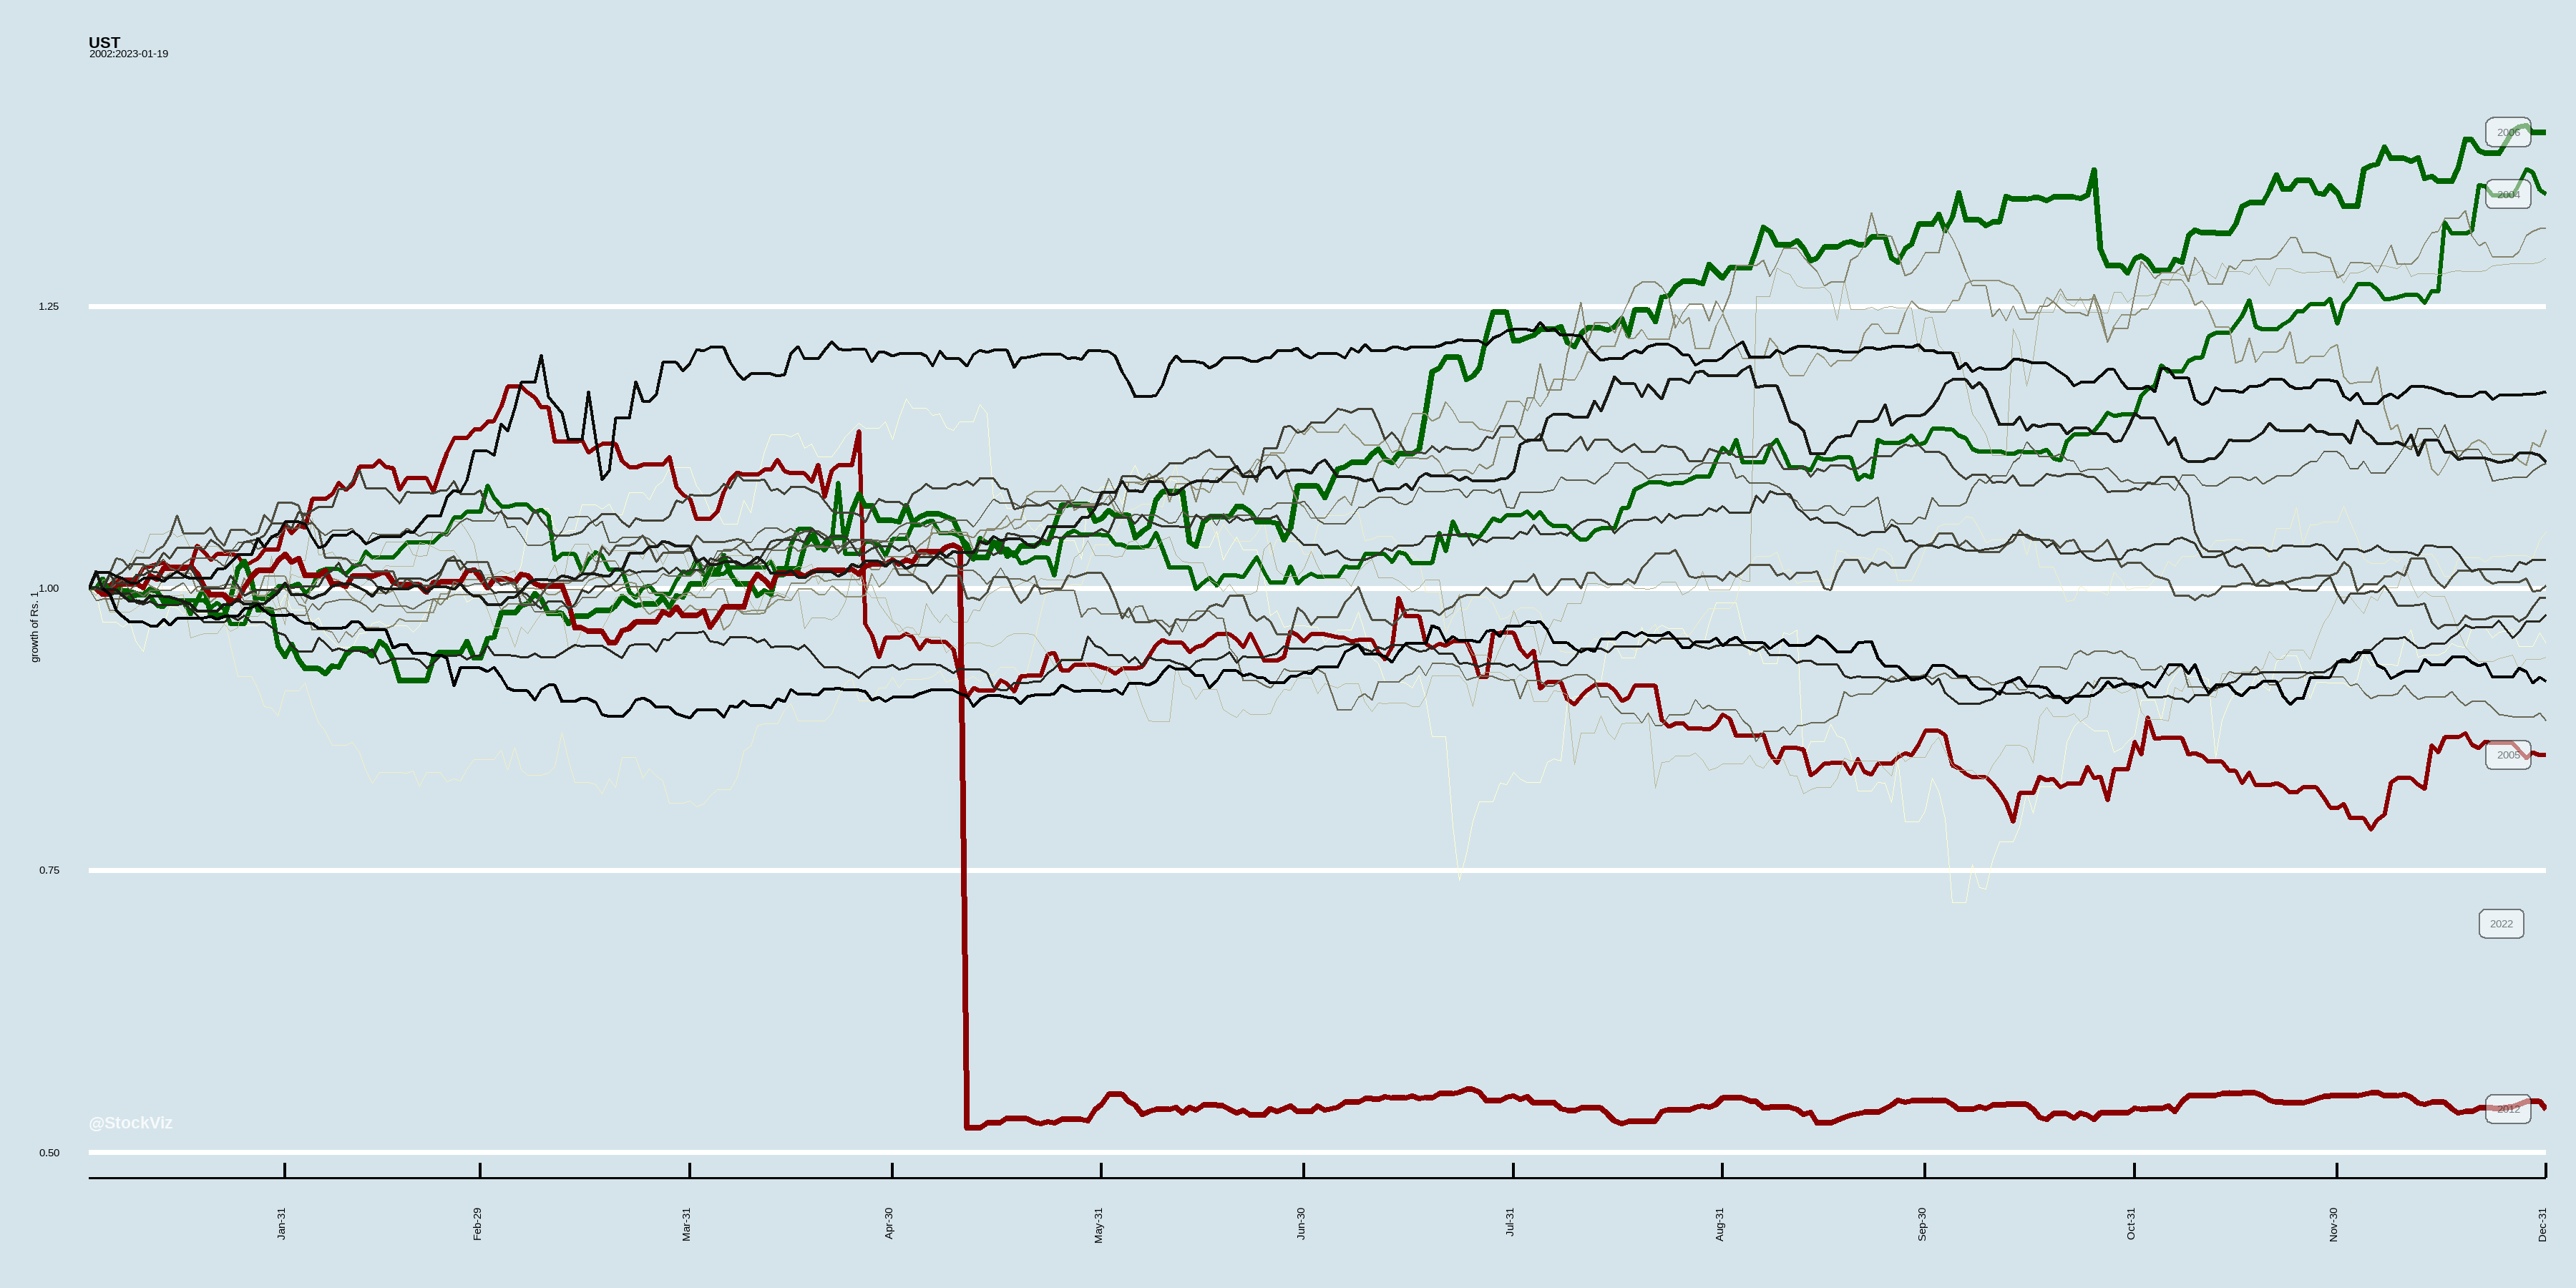 UST
2002:2023-01-19
2006
2004
1.25
1.00
growth of Rs. 1
2005
0.75
2022
2012
@StockViz
0.50
Jan-31
Feb-29
Mar-31
Apr-30
May-31
Jun-30
Jul-31
Aug-31
Sep-30
Oct-31
Nov-30
Dec-31